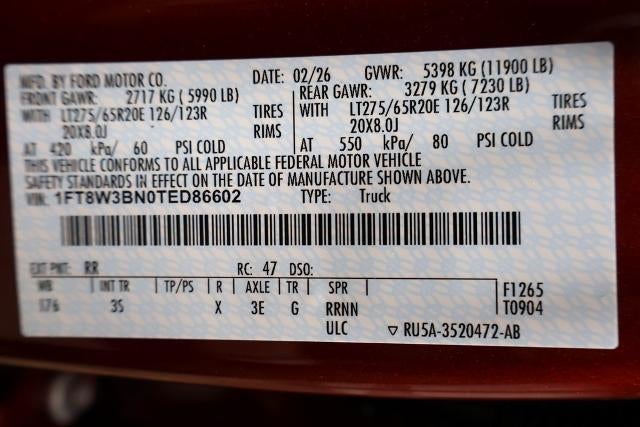 MFD. BY FORD MOTOR CO. DATE: 02/26 GVWR: 5398 KG (11900 LB)
FRONT GAWR: 2717 KG ( 5990 LB) REAR GAWR: 3279 KG ( 7230 LB)
WITH LT275/65R20E 126/123R TIRES WITH LT275/65R20E 126/123R TIRES
20X8.0J RIMS 20X8.0J RIMS
AT 420 kPa/ 60 PSI COLD AT 550 kPa/ 80 PSI COLD
THIS VEHICLE CONFORMS TO ALL APPLICABLE FEDERAL MOTOR VEHICLE
SAFETY STANDARDS IN EFFECT ON THE DATE OF MANUFACTURE SHOWN ABOVE.
VIN: 1FT8W3BN0TED86602 TYPE: Truck
EXT PNT: RR RC: 47 DSO:
WB INT TR TP/PS R AXLE TR SPR F1265
176 3S X 3E G RRNN T0904
ULC ▽ RU5A-3520472-AB